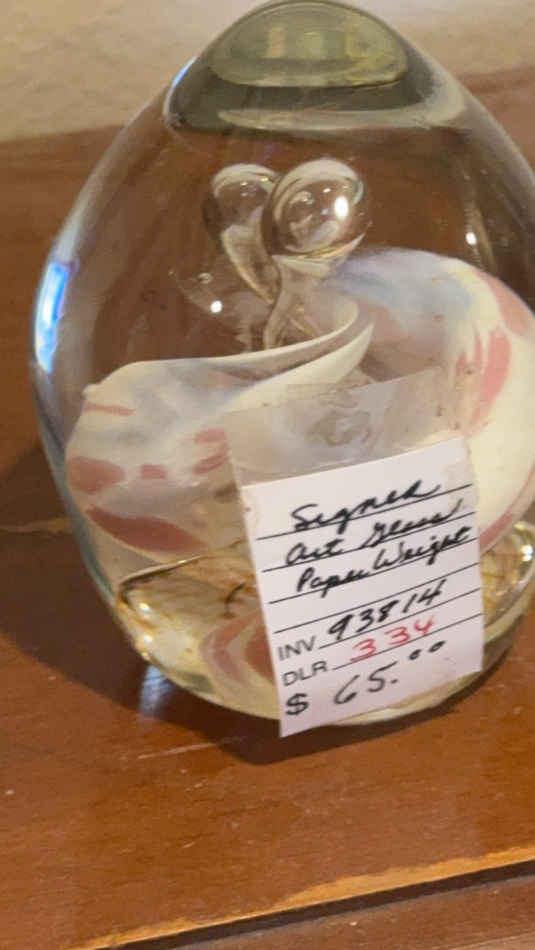 Signed
Art Glass
Paper Weight
INV 93814
DLR 334
$ 65.00